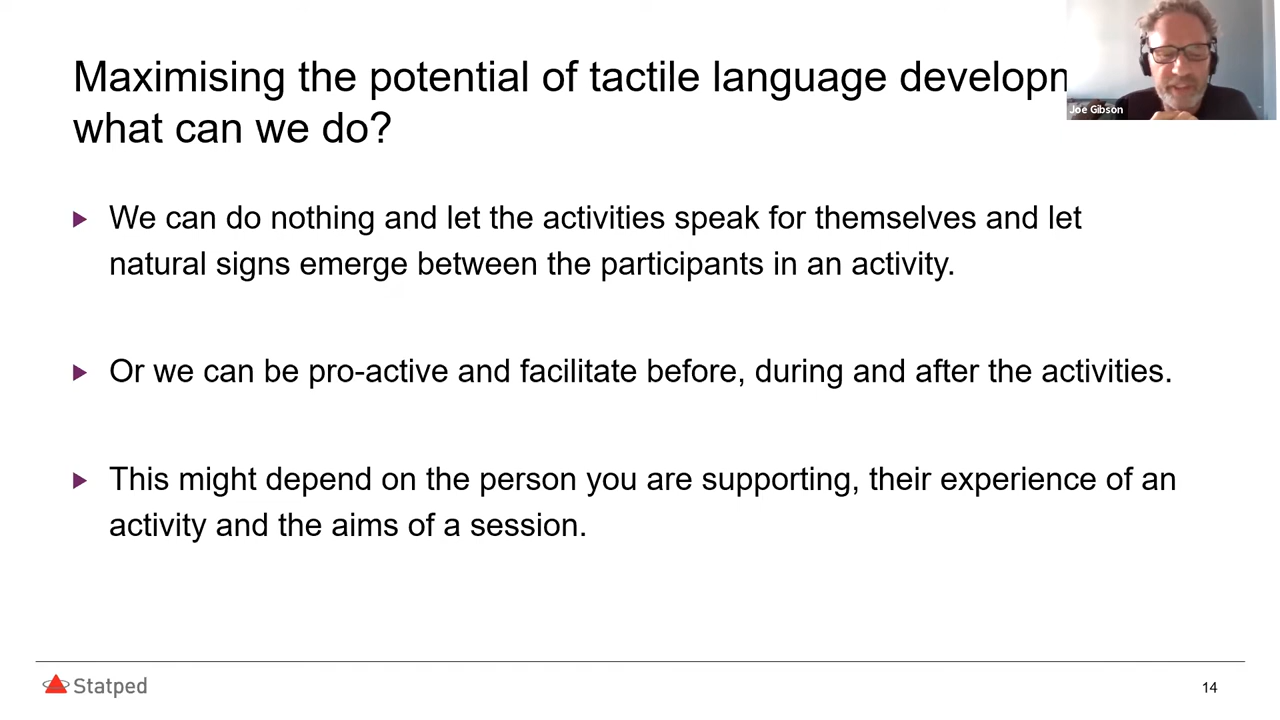 Maximising the potential of tactile language
what can we do?
Joe Gibson
We can do nothing and let the activities speak for themselves and let
natural signs emerge between the participants in an activity.
Or we can be pro-active and facilitate before, during and after the activities.
This might depend on the person you are supporting, their experience of an
activity and the aims of a session.
Statped
14